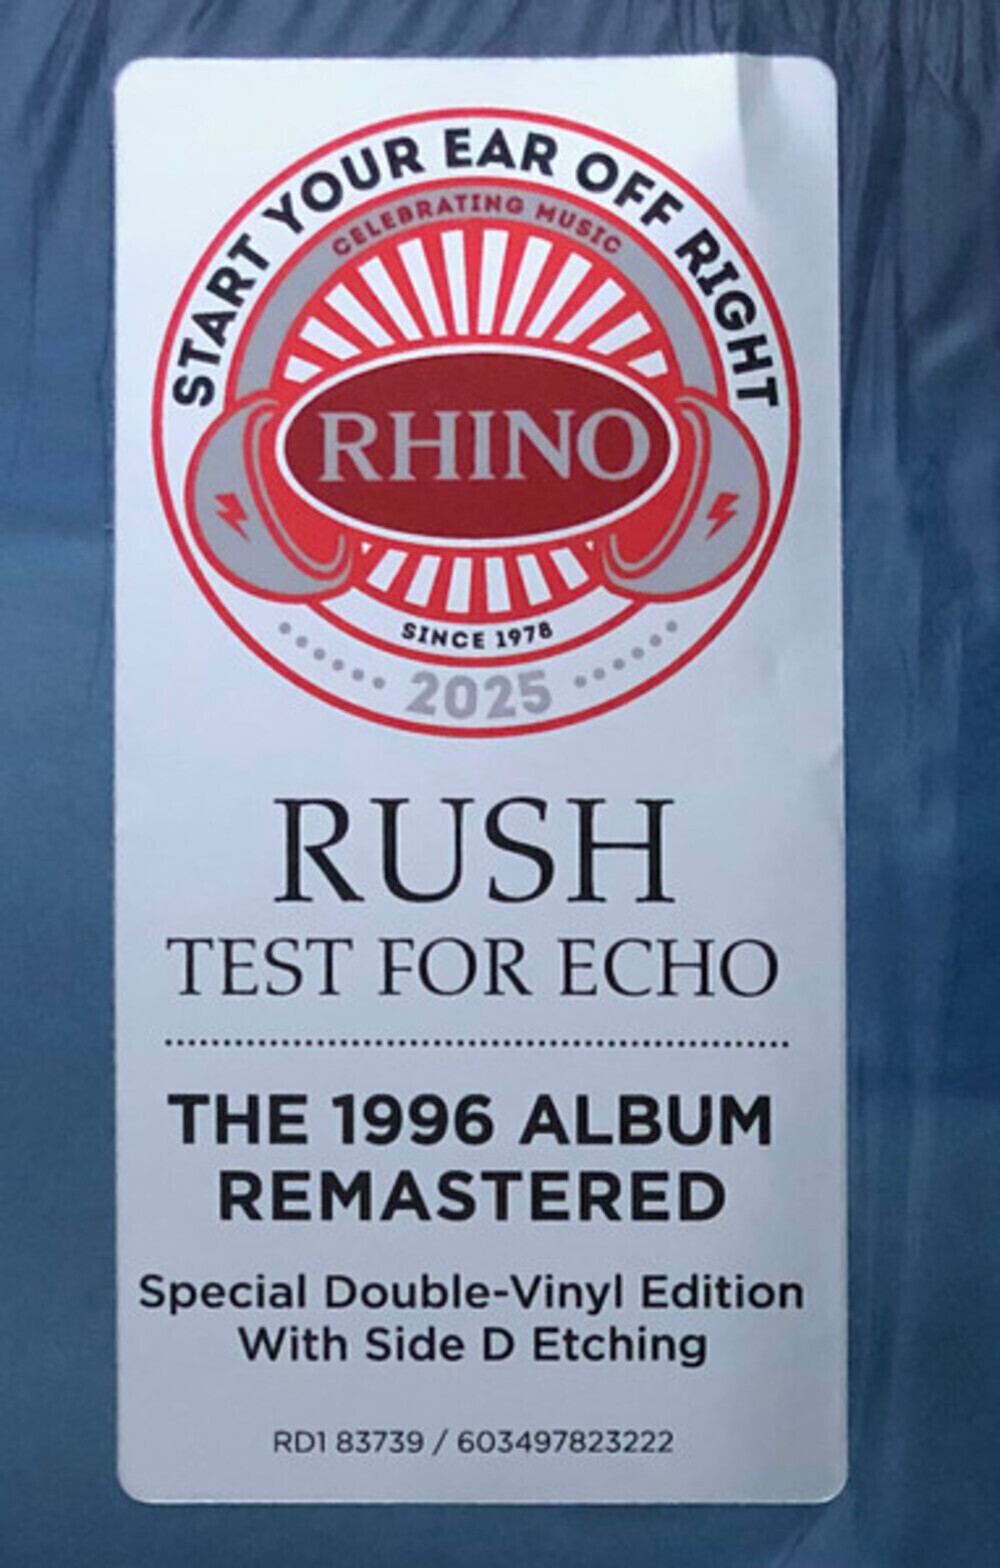 START YOUR EAR OFF RIGHT
CELEBRATING MUSIC
RHINO
SINCE 1978
2025
RUSH
TEST FOR ECHO
THE 1996 ALBUM
REMASTERED
Special Double-Vinyl Edition
With Side D Etching
RD1 83739 / 603497823222